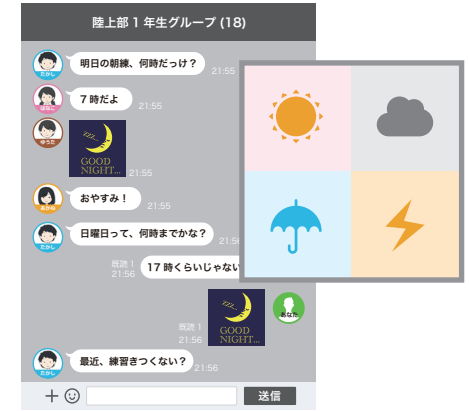 陸上部1年生グループ(18)
明日の朝練、何時だっけ？
21:55
たかし
7時だよ
21:55
はなこ
zzz...
GOOD
NIGHT...
21:55
ゆうた
おやすみ！
21:55
あかね
日曜日って、何時までかな？
たかし
既読 1
21:56
17時くらいじゃない
zzz...
GOOD
NIGHT...
既読 1
21:56
あなた
最近、練習きつくない？
21:56
たかし
送信